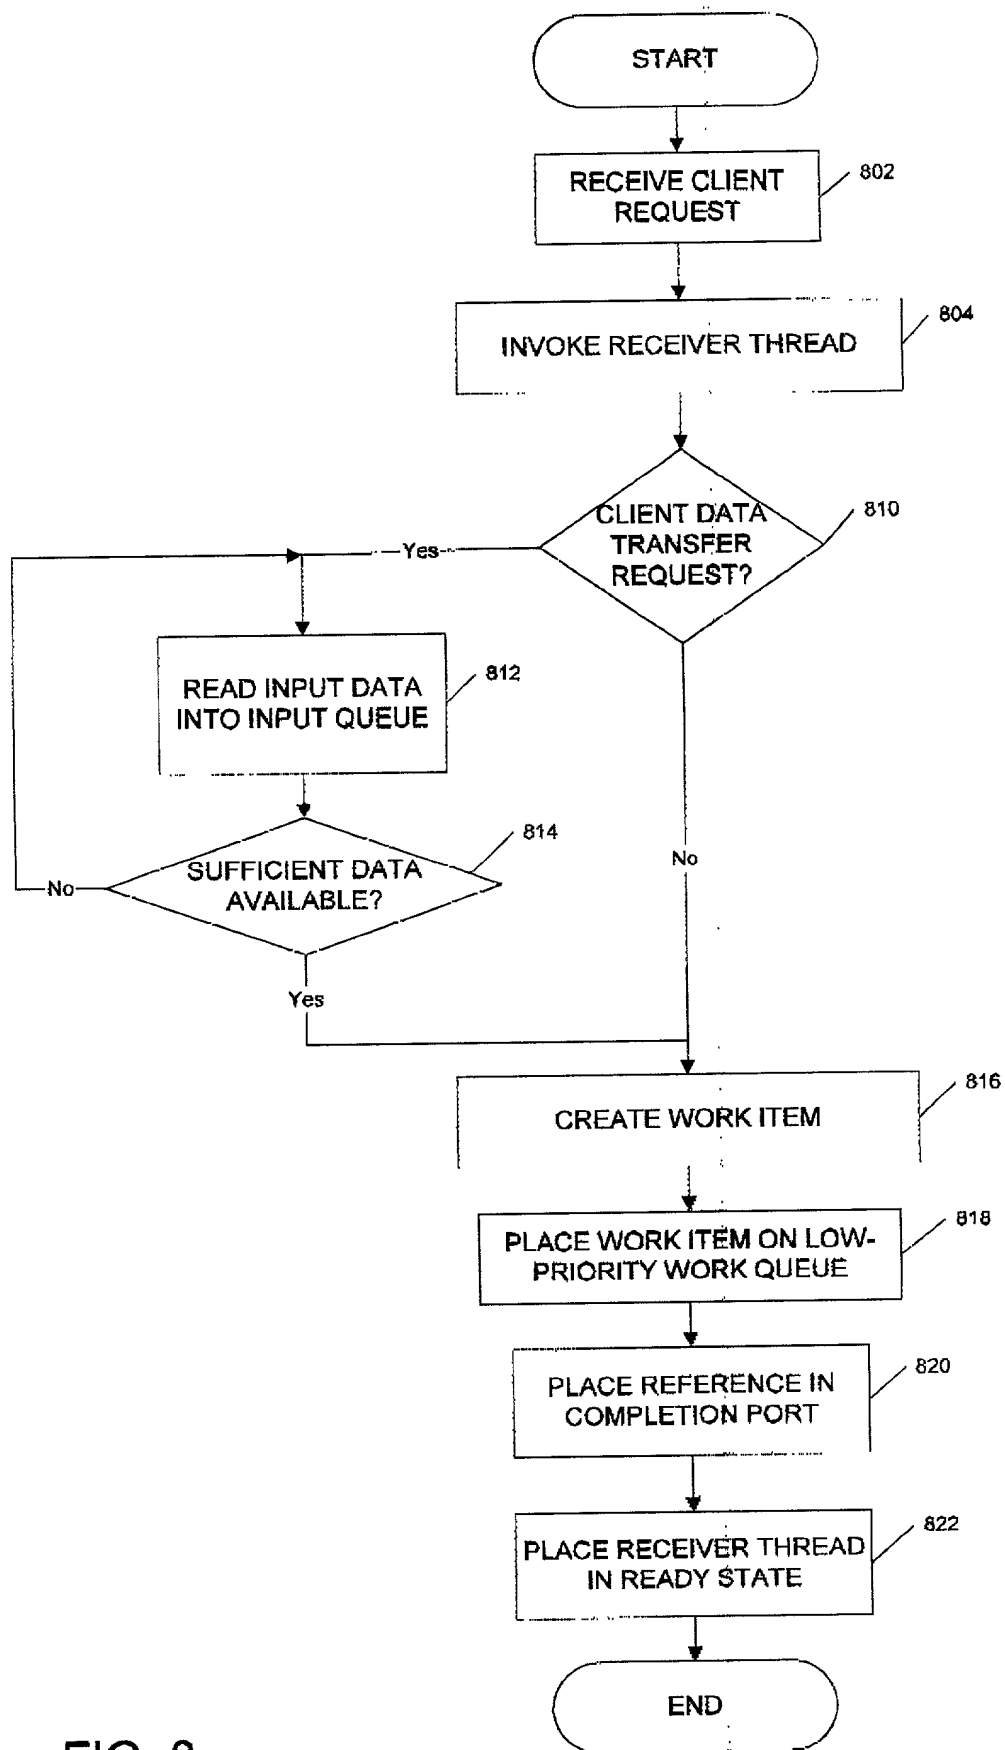 START
RECEIVE CLIENT
REQUEST
802
INVOKE RECEIVER THREAD
804
CLIENT DATA
TRANSFER
REQUEST?
810
Yes
READ INPUT DATA
INTO INPUT QUEUE
812
SUFFICIENT DATA
AVAILABLE?
814
No
Yes
No
CREATE WORK ITEM
816
PLACE WORK ITEM ON LOW-
PRIORITY WORK QUEUE
818
PLACE REFERENCE IN
COMPLETION PORT
820
PLACE RECEIVER THREAD
IN READY STATE
822
END
FIG.